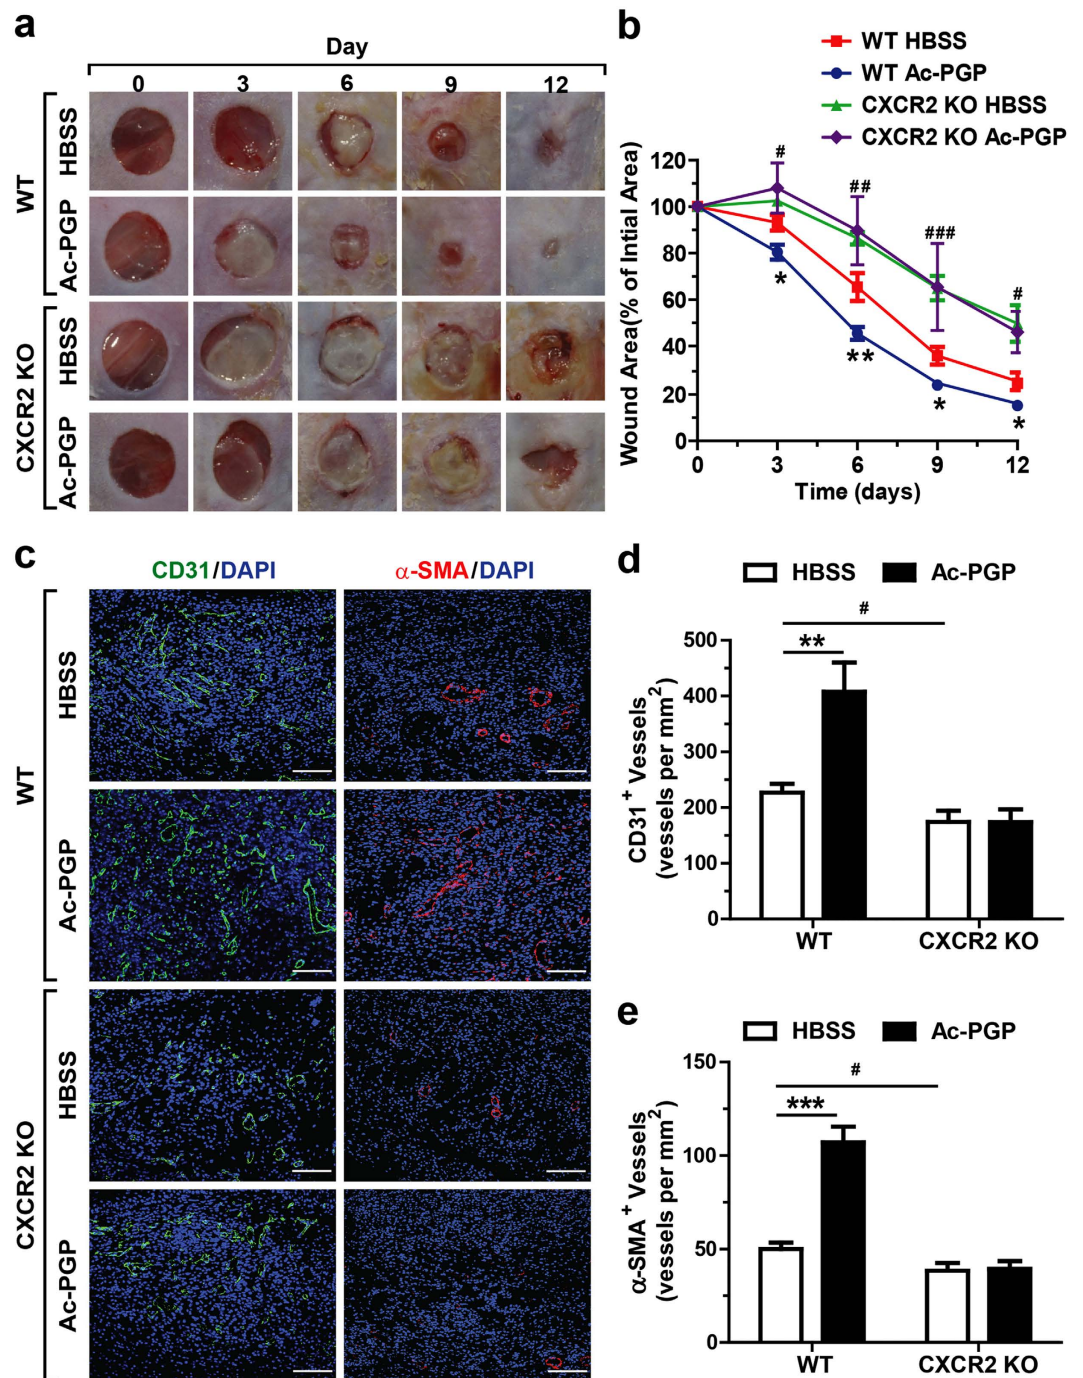 a
Day
0 3 6 9 12
WT
HBSS
Ac-PGP
CXCR2 KO
HBSS
Ac-PGP
b
WT HBSS
WT Ac-PGP
CXCR2 KO HBSS
CXCR2 KO Ac-PGP
Wound Area(% of Intial Area)
120
100
80
60
40
20
0
# ## ### #
* ** * *
0 3 6 9 12
Time (days)
c
CD31/DAPI α-SMA/DAPI
WT
HBSS
Ac-PGP
CXCR2 KO
HBSS
Ac-PGP
d
HBSS Ac-PGP
#
**
CD31⁺ Vessels
(vessels per mm²)
500
400
300
200
100
0
WT CXCR2 KO
e
HBSS Ac-PGP
#
***
α-SMA⁺ Vessels
(vessels per mm²)
150
100
50
0
WT CXCR2 KO